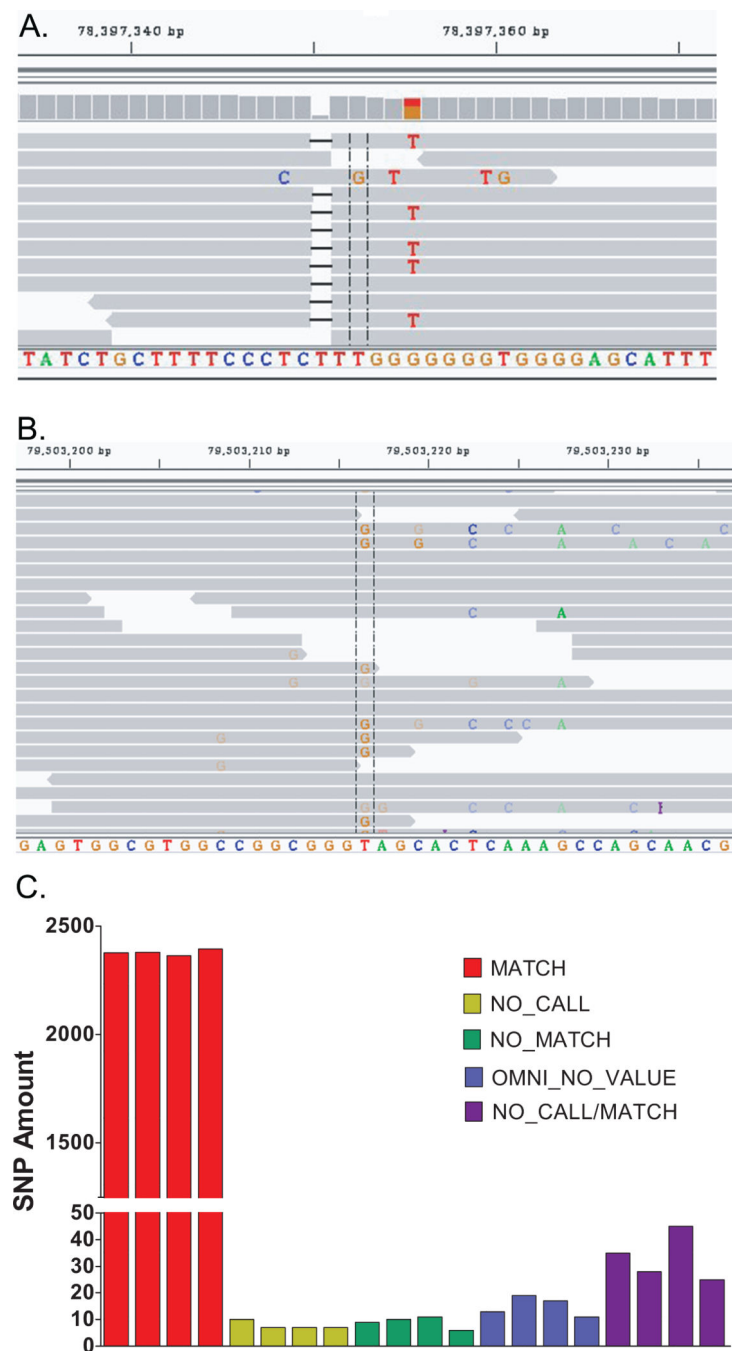 A.
78,397,340 bp 78,397,360 bp
T
C G T T G
T
T
T
T
T A T C T G C T T T T C C C T C T T T G G G G G G G T G G G G A G C A T T T
B.
79,503,200 bp 79,503,210 bp 79,503,220 bp 79,503,230 bp
G G C C A C C
G G C A A C A
C A
G
G
G G G A
G G C C C A
G G
G
G
G G C C A C
G
G A G T G G C G T G G C C G G C G G G T A G C A C T C A A A G C C A G C A A C G
C.
2500
2000
1500
50
40
30
20
10
0
SNP Amount
MATCH
NO_CALL
NO_MATCH
OMNI_NO_VALUE
NO_CALL/MATCH